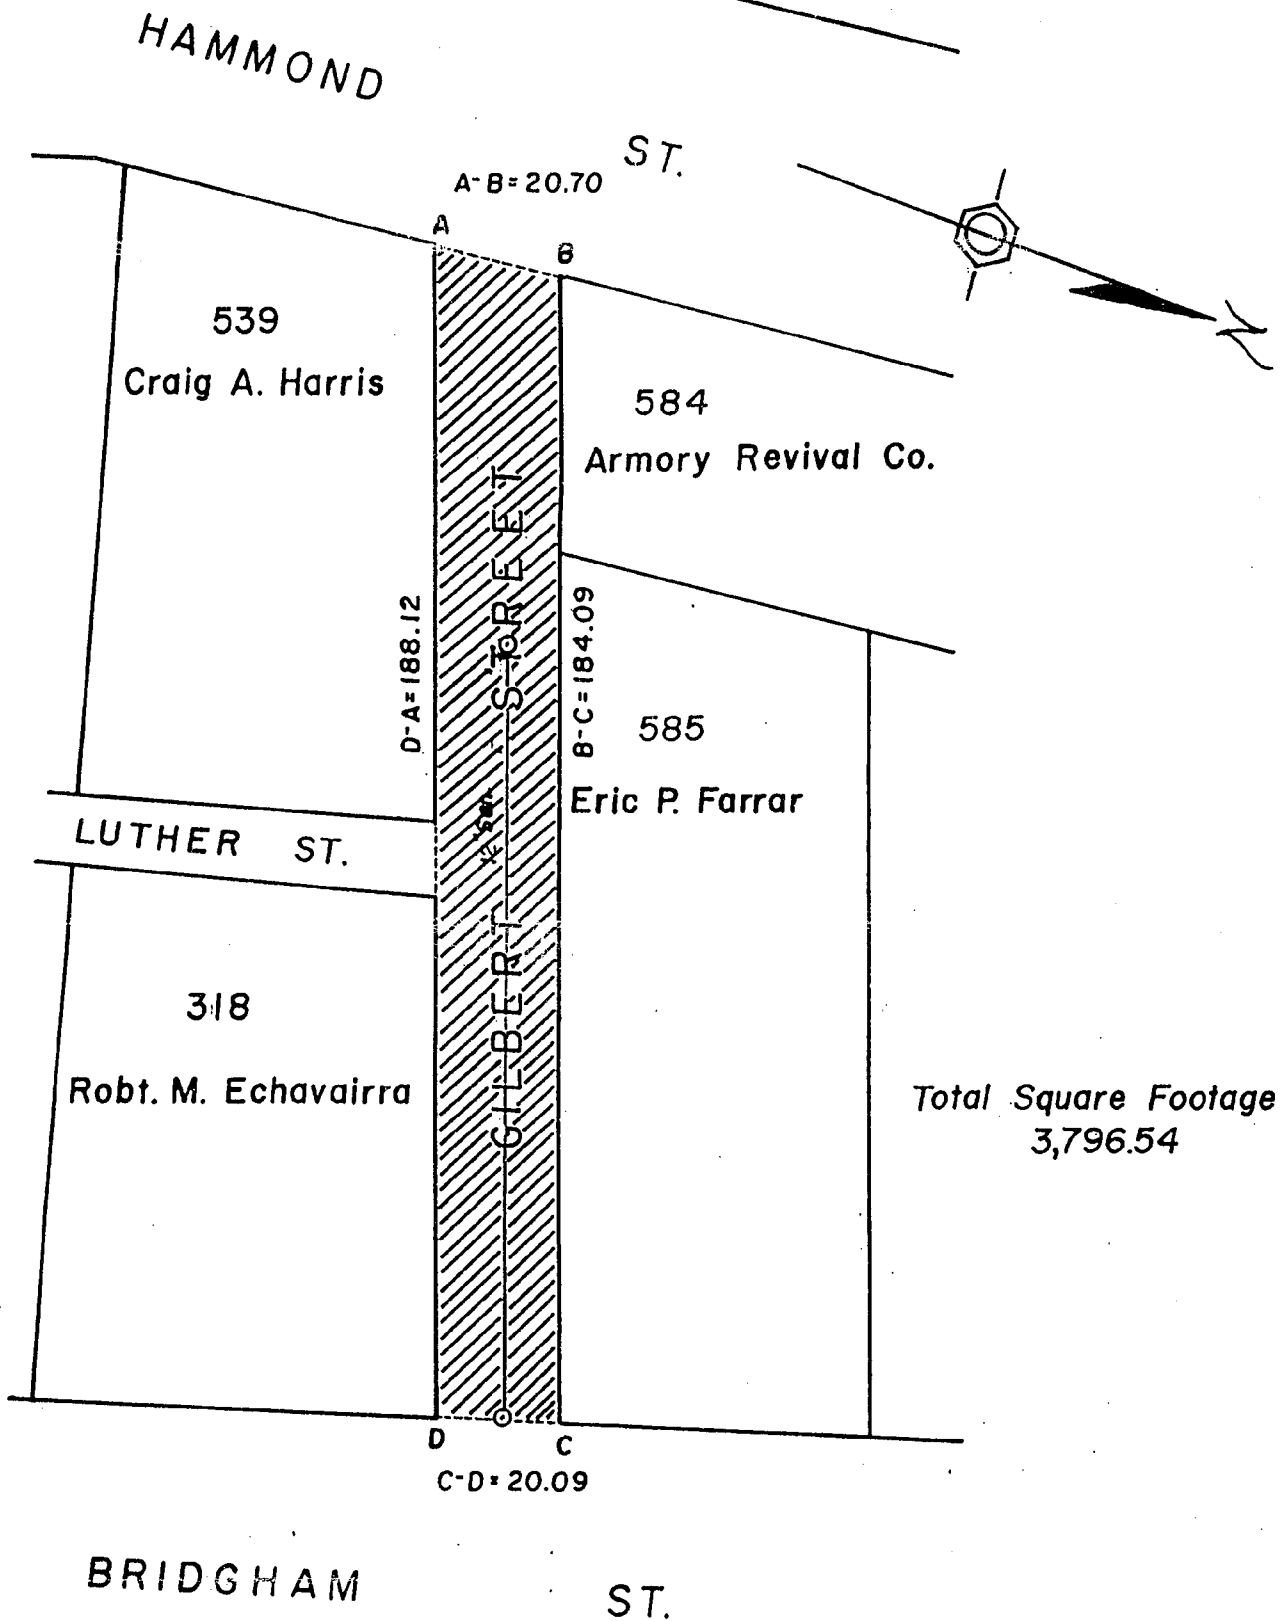 HAMMOND ST.
A-B=20.70
A
B
N
539
Craig A. Harris
584
Armory Revival Co.
GILBERT STREET
D-A=188.12
B-C=184.09
585
Eric P. Farrar
LUTHER ST.
318
Robt. M. Echavairra
Total Square Footage
3,796.54
D
C
C-D=20.09
BRIDGHAM ST.